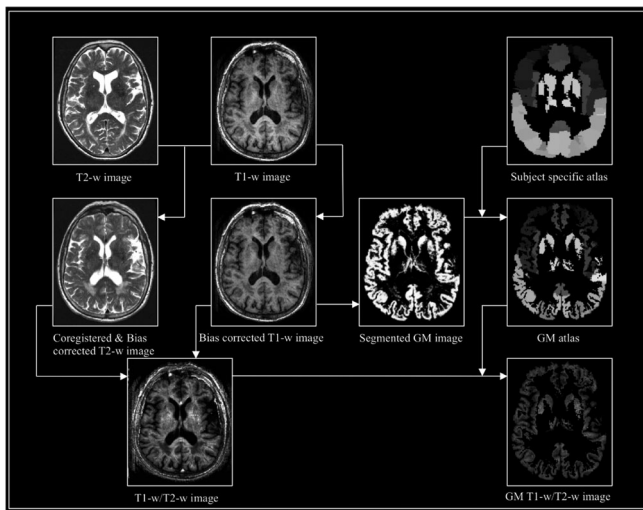 T2-w image
T1-w image
Subject specific atlas
Coregistered & Bias
corrected T2-w image
Bias corrected T1-w image
Segmented GM image
GM atlas
T1-w/T2-w image
GM T1-w/T2-w image